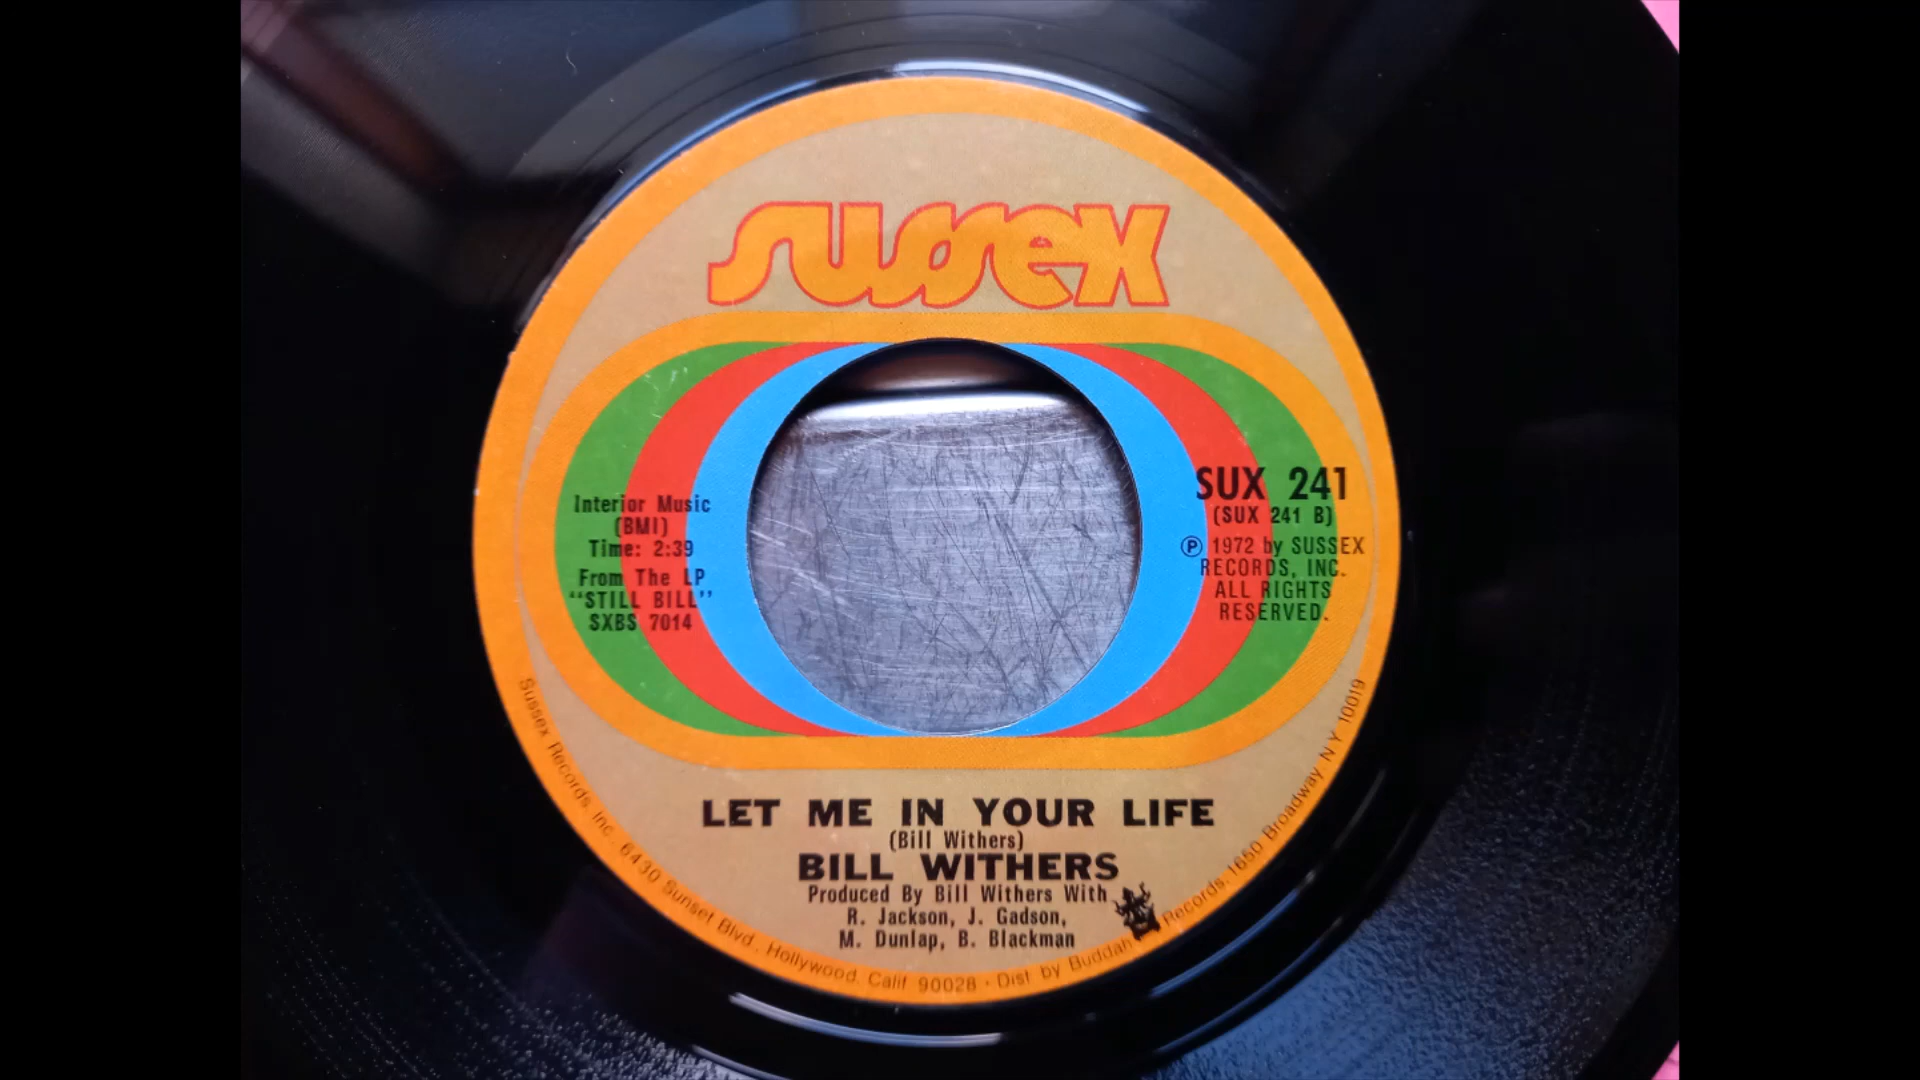 sussex
Interior Music
(BMI)
Time: 2:39
From The LP
“STILL BILL”
SXBS 7014
SUX 241
(SUX 241 B)
Ⓟ 1972 by SUSSEX
RECORDS, INC.
ALL RIGHTS
RESERVED.
LET ME IN YOUR LIFE
(Bill Withers)
BILL WITHERS
Produced By Bill Withers With
R. Jackson, J. Gadson,
M. Dunlap, B. Blackman
Sussex Records, Inc. 6430 Sunset Blvd., Hollywood, Calif 90028 · Dist by Buddah Records, 1650 Broadway, N Y 10019